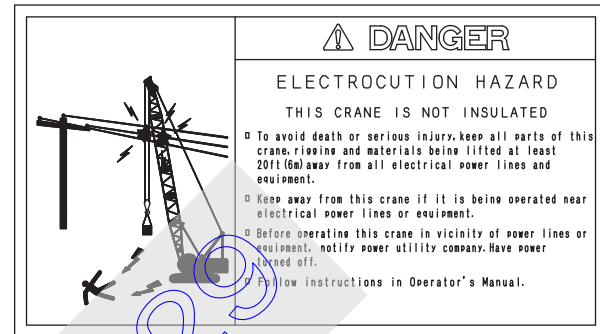 DANGER
ELECTROCUTION HAZARD
THIS CRANE IS NOT INSULATED
To avoid death or serious injury, keep all parts of this
crane, rigging and materials being lifted at least
20ft (6m) away from all electrical power lines and
equipment.
Keep away from this crane if it is being operated near
electrical power lines or equipment.
Before operating this crane in vicinity of power lines or
equipment, notify power utility company. Have power
turned off.
Follow instructions in Operator's Manual.